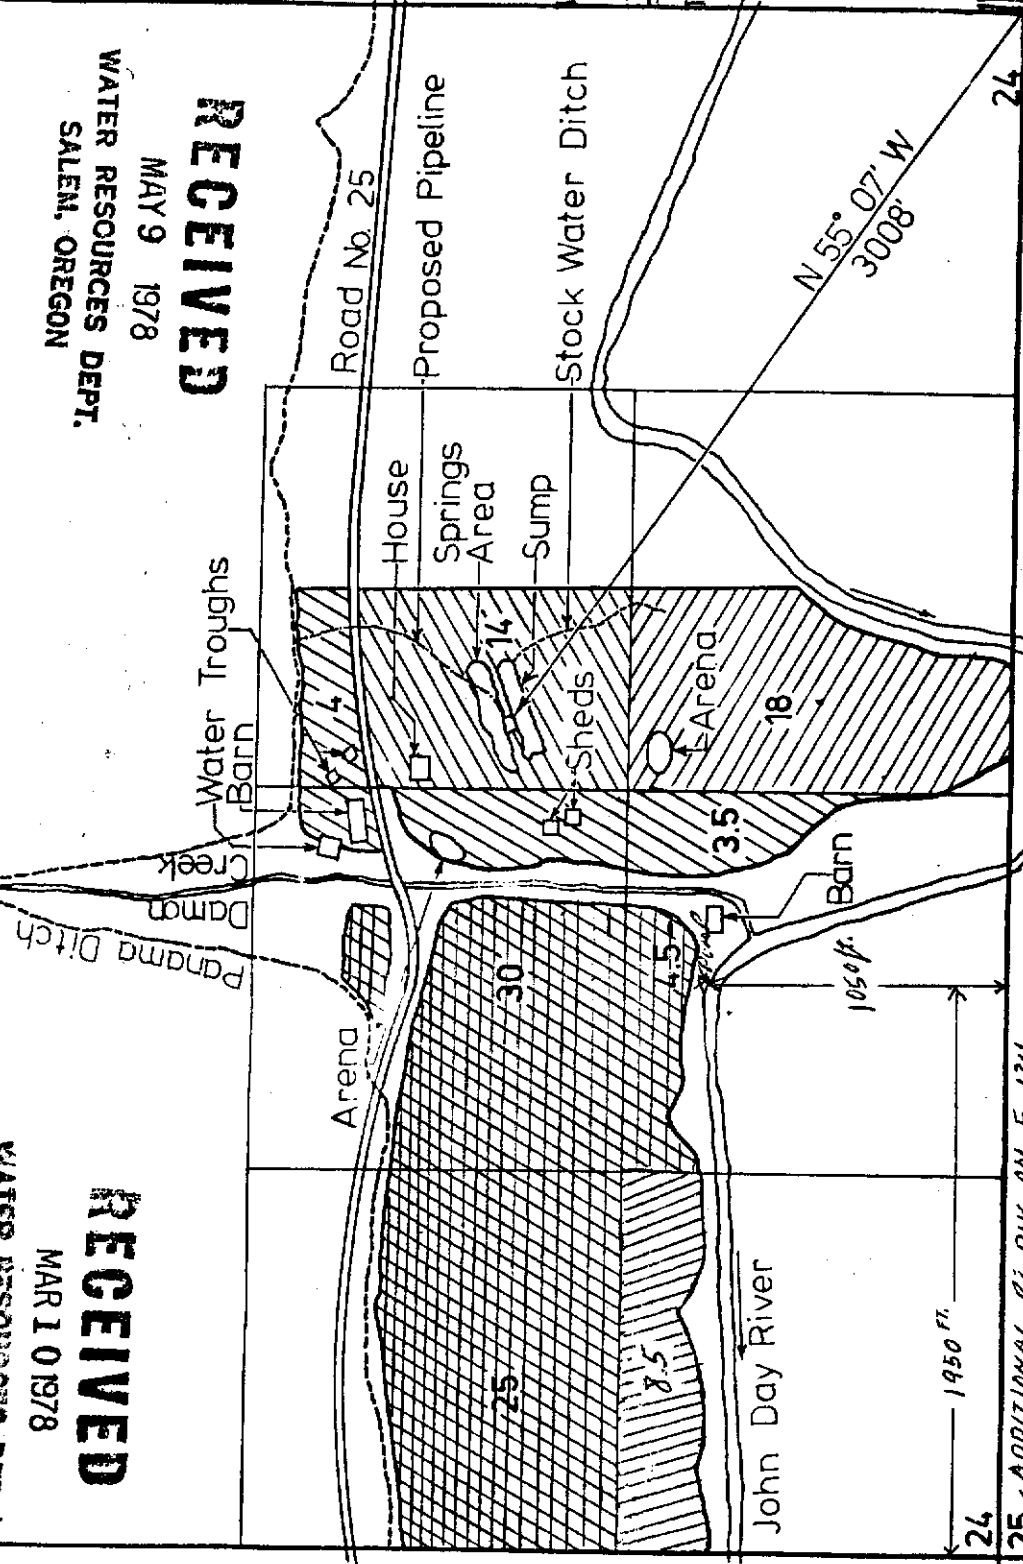 RECEIVED
MAY 9 1978
WATER RESOURCES DEPT.
SALEM, OREGON
RECEIVED
MAR 10 1978
Road No. 25
Proposed Pipeline
Stock Water Ditch
N 55° 07' W
3008'
24
House
Springs
Area
Sump
Water Troughs
Barn
14
4
Sheds
Arena
18
3.5
Creek
Damon
Panama Ditch
Barn
Arena
30
4.5
1050 ft.
25
8.5
John Day River
1950 FT.
24
25
ADDITIONAL